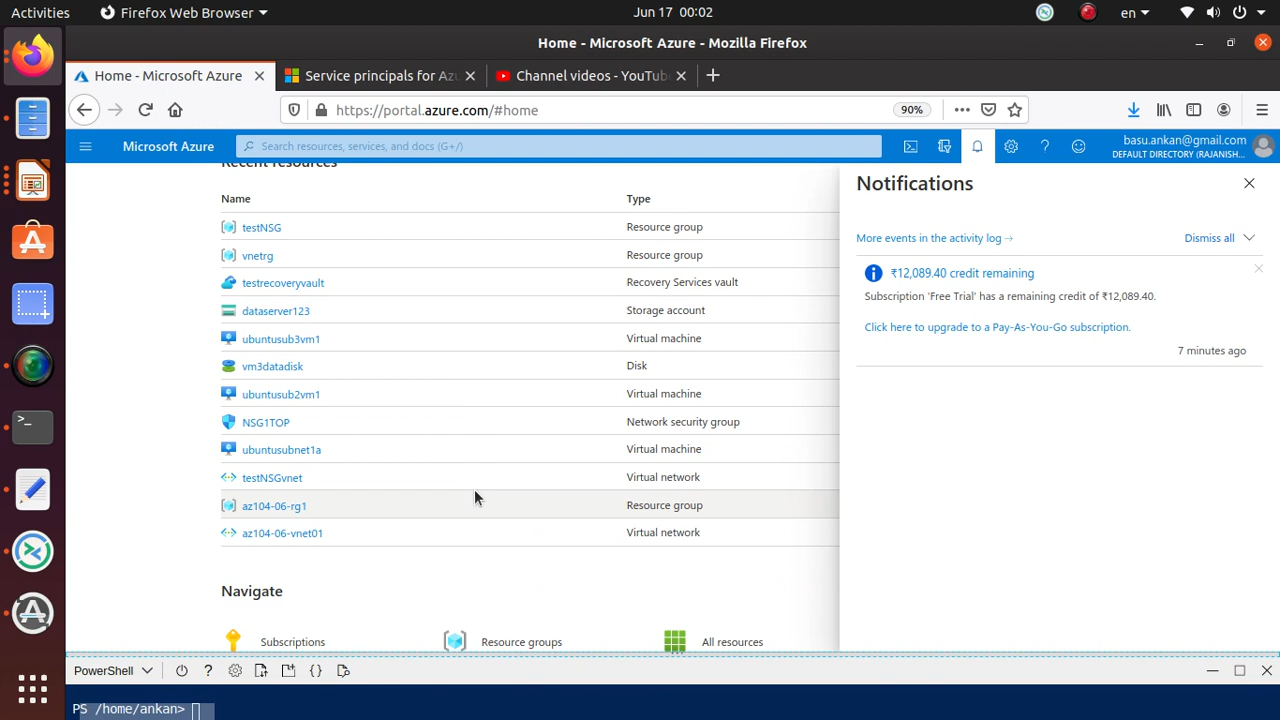 Activities
Firefox Web Browser
Jun 17 00:02
en
Home - Microsoft Azure - Mozilla Firefox
Home - Microsoft Azure
Service principals for Az
Channel videos - YouTub
https://portal.azure.com/#home
90%
Microsoft Azure
Search resources, services, and docs (G+/)
basu.ankan@gmail.com
DEFAULT DIRECTORY (RAJANISH...
Recent resources
Name Type
testNSG Resource group
vnetrg Resource group
testrecoveryvault Recovery Services vault
dataserver123 Storage account
ubuntusub3vm1 Virtual machine
vm3datadisk Disk
ubuntusub2vm1 Virtual machine
NSG1TOP Network security group
ubuntusubnet1a Virtual machine
testNSGvnet Virtual network
az104-06-rg1 Resource group
az104-06-vnet01 Virtual network
Navigate
Subscriptions Resource groups All resources
Notifications
More events in the activity log →
Dismiss all
₹12,089.40 credit remaining
Subscription 'Free Trial' has a remaining credit of ₹12,089.40.
Click here to upgrade to a Pay-As-You-Go subscription.
7 minutes ago
PowerShell
PS /home/ankan>